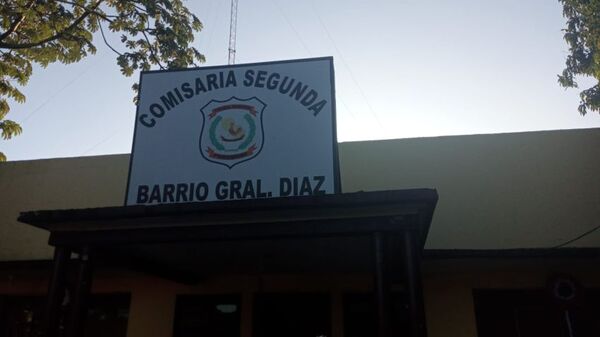 COMISARIA SEGUNDA
BARRIO GRAL. DIAZ